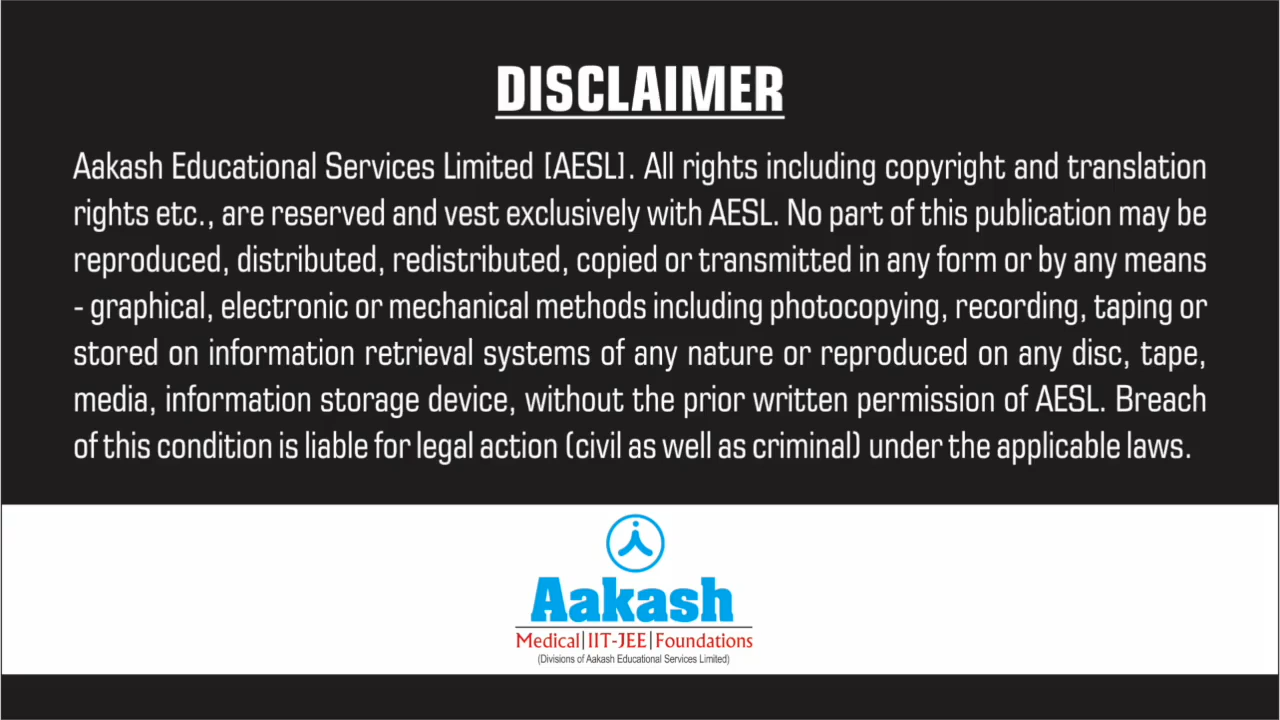 DISCLAIMER
Aakash Educational Services Limited [AESL]. All rights including copyright and translation
rights etc., are reserved and vest exclusively with AESL. No part of this publication may be
reproduced, distributed, redistributed, copied or transmitted in any form or by any means
- graphical, electronic or mechanical methods including photocopying, recording, taping or
stored on information retrieval systems of any nature or reproduced on any disc, tape,
media, information storage device, without the prior written permission of AESL. Breach
of this condition is liable for legal action (civil as well as criminal) under the applicable laws.
Aakash
Medical|IIT-JEE|Foundations
(Divisions of Aakash Educational Services Limited)